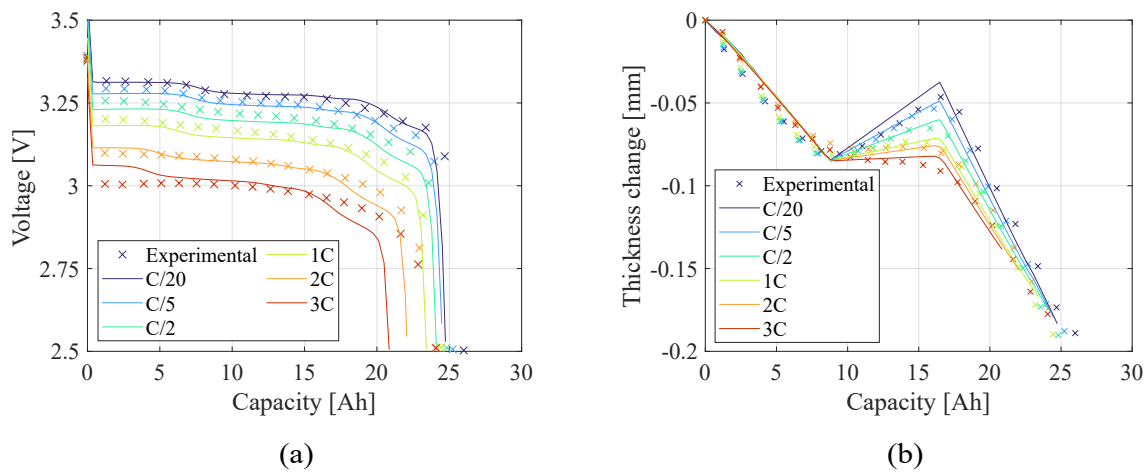 3.5
3.25
3
2.75
2.5
Voltage [V]
Experimental
C/20
C/5
C/2
1C
2C
3C
0 5 10 15 20 25 30
Capacity [Ah]
(a)
0
-0.05
-0.1
-0.15
-0.2
Thickness change [mm]
Experimental
C/20
C/5
C/2
1C
2C
3C
0 5 10 15 20 25 30
Capacity [Ah]
(b)